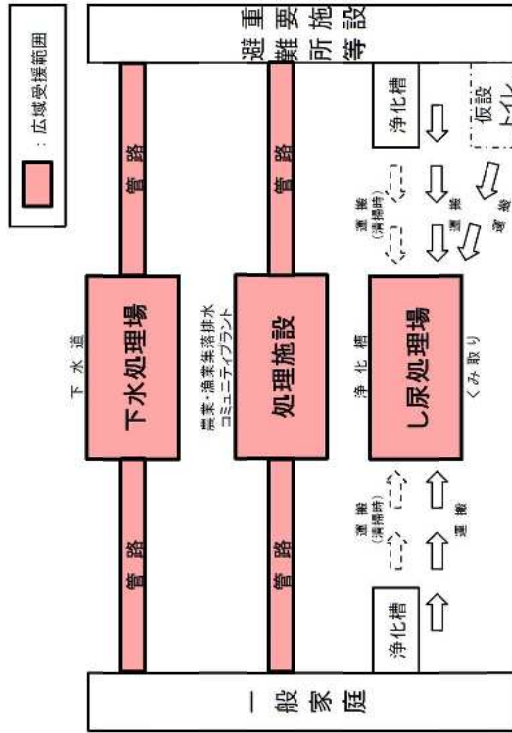 ：広域受援範囲
一般家庭
避難所等
重要施設
下水道
管路
下水処理場
管路
農業・漁業集落排水
コミュニティプラント
管路
処理施設
管路
浄化槽
浄化槽
運搬
（清掃時）
運搬
し尿処理場
くみ取り
運搬
（清掃時）
運搬
運搬
浄化槽
仮設
トイレ